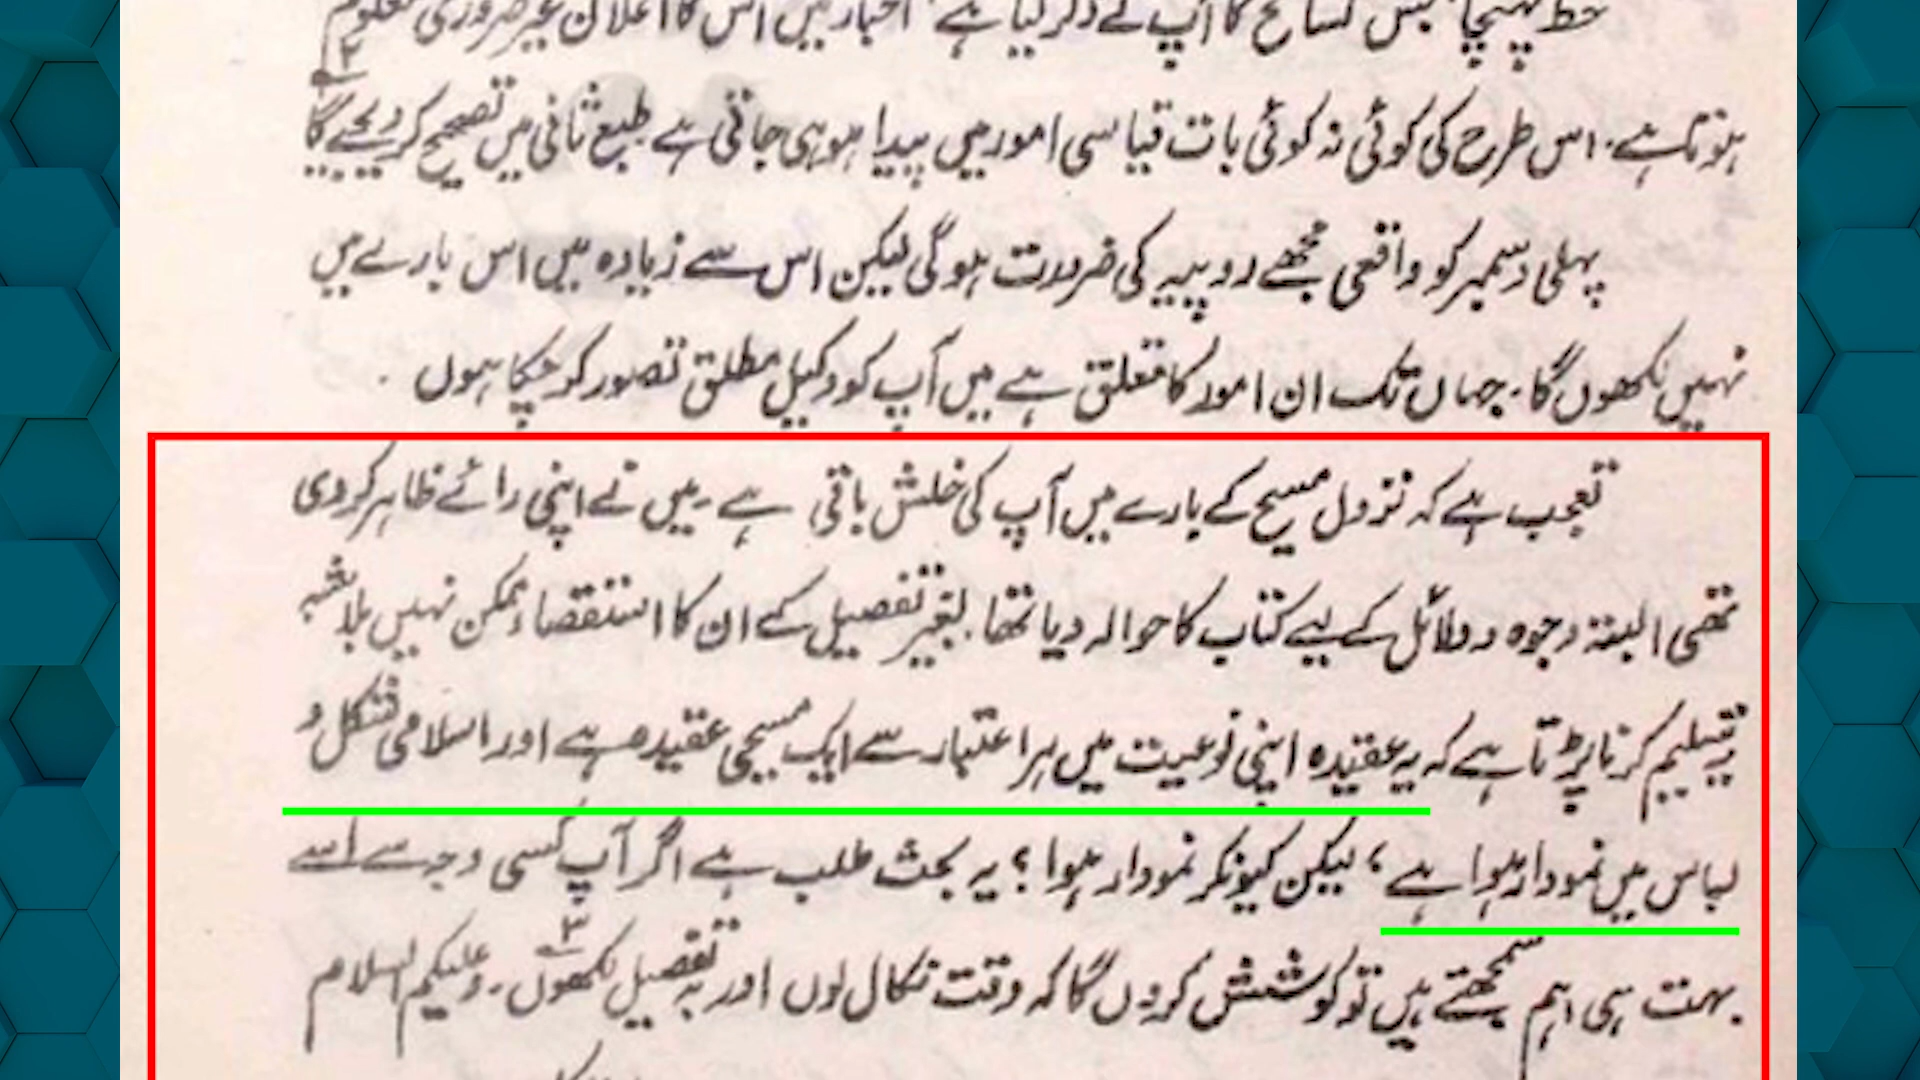 خط پہنچا، جس تسامح کا آپ نے ذکر کیا ہے، اخبار میں اس کا اعلان غیر ضروری معلوم
۲
ہوتا ہے۔ اس طرح کی کوئی نہ کوئی بات قیاسی امور میں پیدا ہو ہی جاتی ہے طبع ثانی میں تصحیح کر دیجیے گا
پہلی دسمبر کو واقعی مجھے روپیہ کی ضرورت ہوگی لیکن اس سے زیادہ میں اس بارے میں
نہیں لکھوں گا۔ جہاں تک ان امور کا تعلق ہے میں آپ کو وکیل مطلق تصور کر چکا ہوں۔
تعجب ہے کہ نزول مسیح کے بارے میں آپ کی خلش باقی ہے۔ میں نے اپنی رائے ظاہر کر دی
تھی البتہ وجوہ و دلائل کے لیے کتاب کا حوالہ دیا تھا۔ بغیر تفصیل کے ان کا استقصاء ممکن نہیں بلا شبہ
تسلیم کرنا پڑتا ہے کہ یہ عقیدہ اپنی نوعیت میں ہر اعتبار سے ایک مسیحی عقیدہ ہے اور اسلامی شکل و
لباس میں نمودار ہوا ہے، لیکن کیونکر نمودار ہوا؟ یہ بحث طلب ہے اگر آپ کسی وجہ سے اسے
بہت ہی اہم سمجھتے ہیں تو کوشش کروں گا کہ وقت نکال لوں اور بہ تفصیل لکھوں۔ ۳ وعلیکم السلام